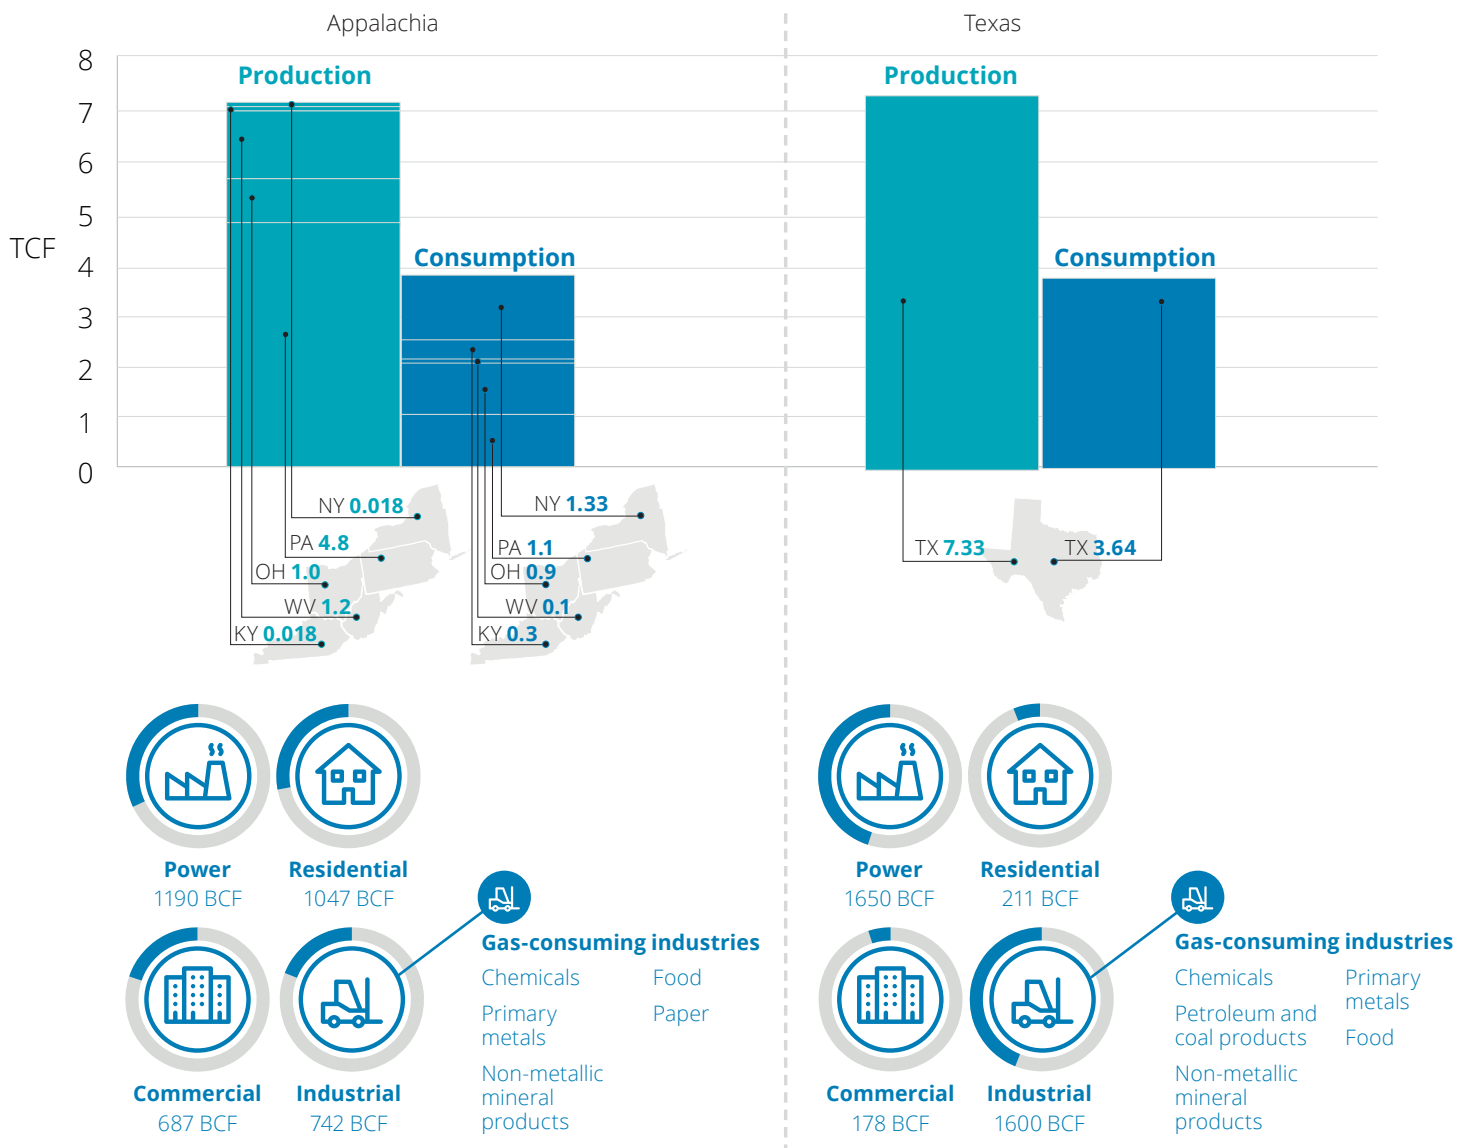 Appalachia
Texas
TCF
8
7
6
5
4
3
2
1
0
Production
Consumption
Production
Consumption
NY 0.018
PA 4.8
OH 1.0
WV 1.2
KY 0.018
NY 1.33
PA 1.1
OH 0.9
WV 0.1
KY 0.3
TX 7.33
TX 3.64
Power
1190 BCF
Residential
1047 BCF
Commercial
687 BCF
Industrial
742 BCF
Gas-consuming industries
Chemicals
Primary
metals
Non-metallic
mineral
products
Food
Paper
Power
1650 BCF
Residential
211 BCF
Commercial
178 BCF
Industrial
1600 BCF
Gas-consuming industries
Chemicals
Petroleum and
coal products
Non-metallic
mineral
products
Primary
metals
Food